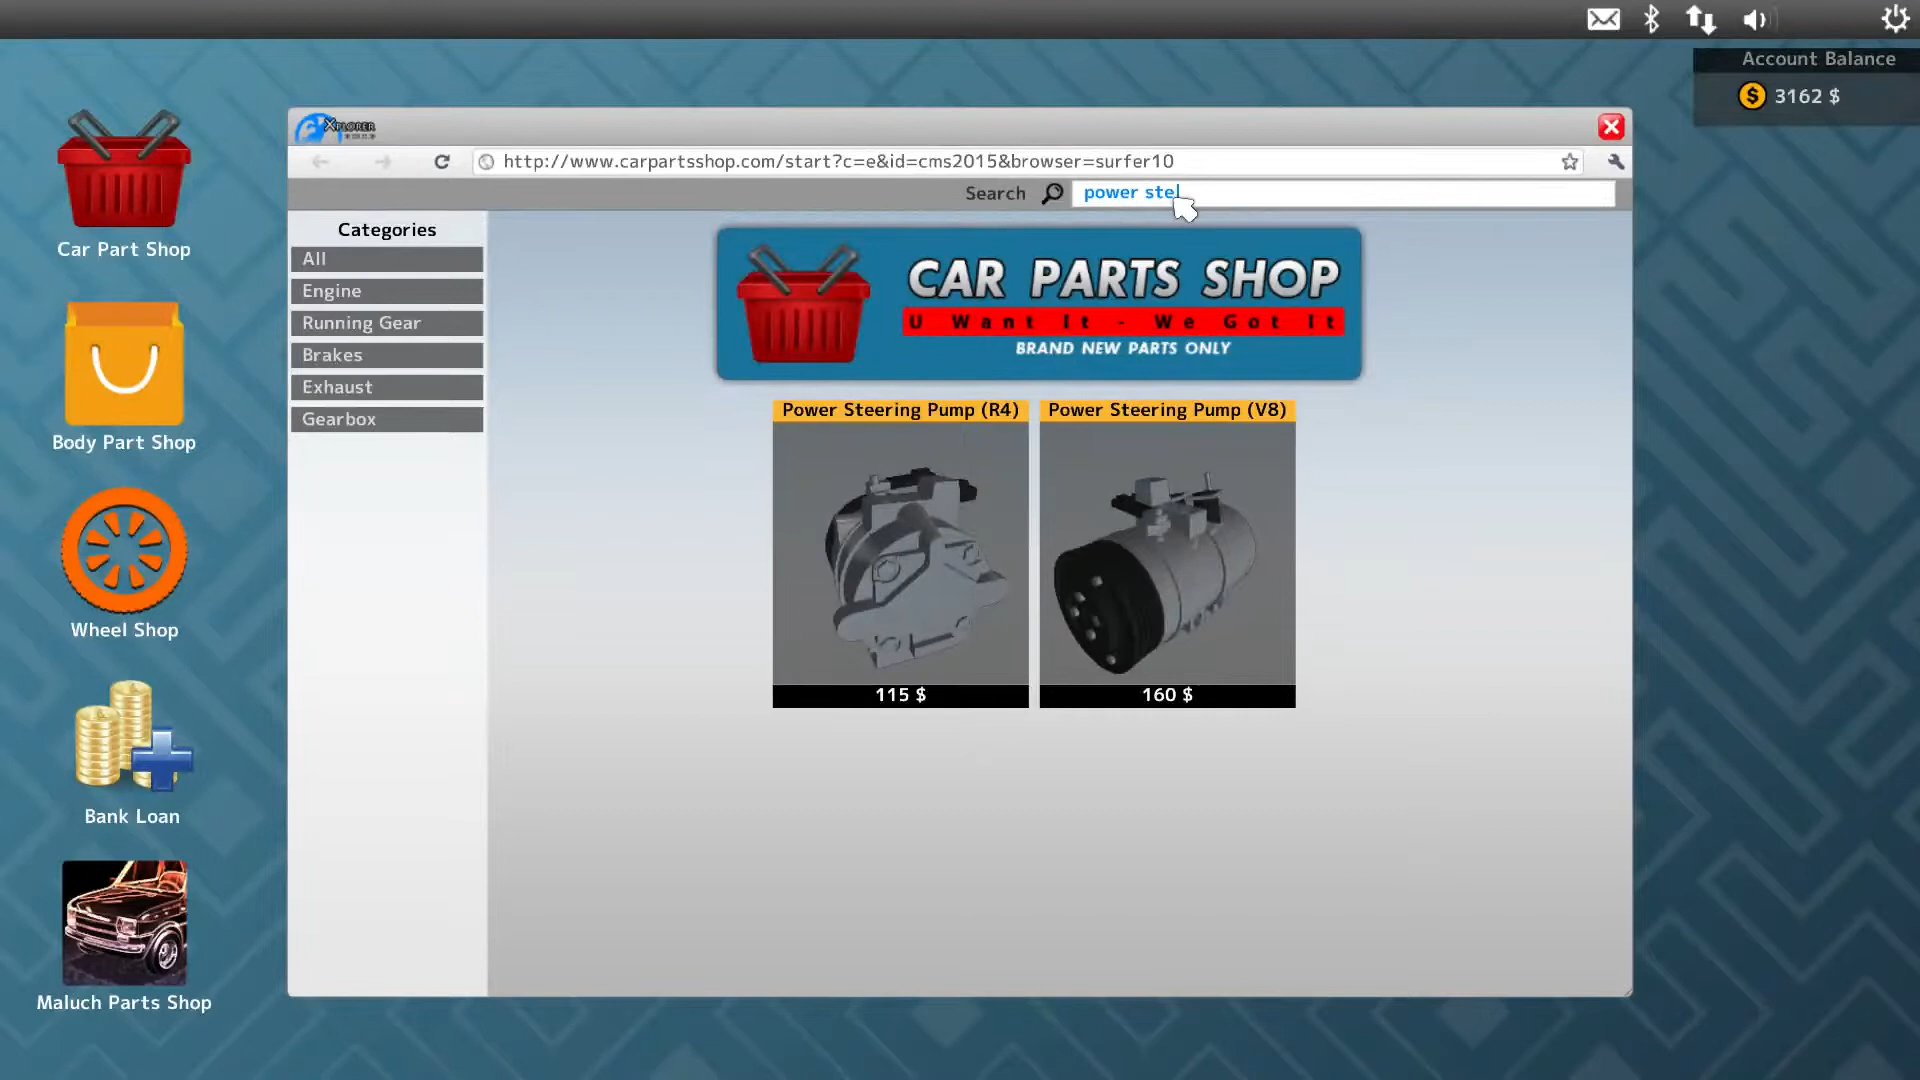 Account Balance
3162 $
Car Part Shop
Body Part Shop
Wheel Shop
Bank Loan
Maluch Parts Shop
XPLORER
http://www.carpartsshop.com/start?c=e&id=cms2015&browser=surfer10
Search
power ste
Categories
All
Engine
Running Gear
Brakes
Exhaust
Gearbox
CAR PARTS SHOP
U Want It - We Got It
BRAND NEW PARTS ONLY
Power Steering Pump (R4)
115 $
Power Steering Pump (V8)
160 $